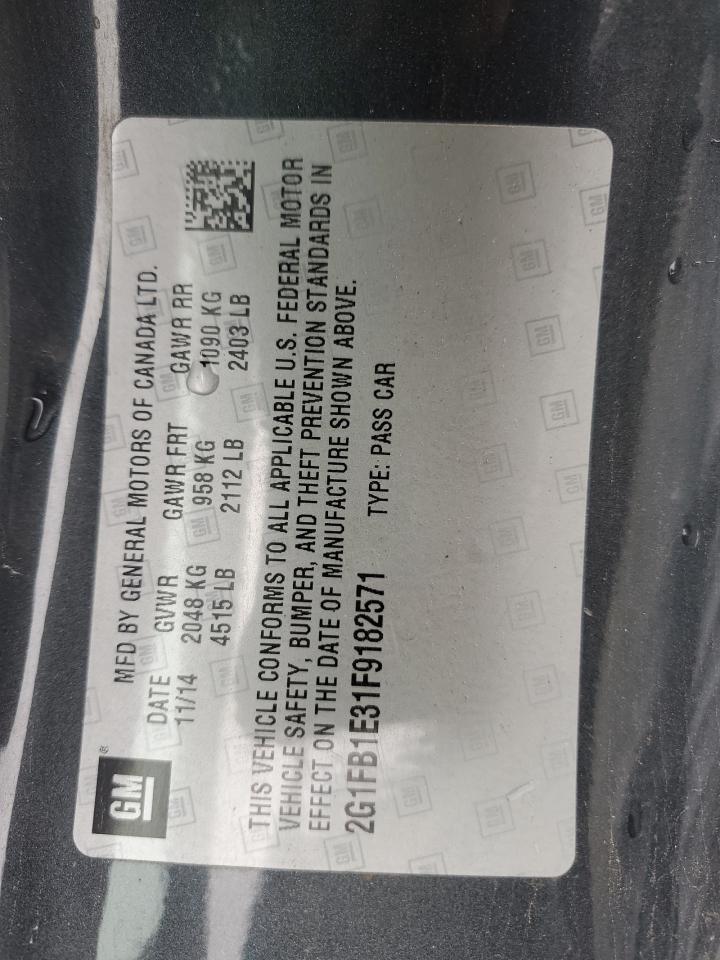 GM®
MFD BY GENERAL MOTORS OF CANADA LTD.
DATE GVWR GAWR FRT GAWR RR
11/14 2048 KG 958 KG 1090 KG
4515 LB 2112 LB 2403 LB
THIS VEHICLE CONFORMS TO ALL APPLICABLE U.S. FEDERAL MOTOR
VEHICLE SAFETY, BUMPER, AND THEFT PREVENTION STANDARDS IN
EFFECT ON THE DATE OF MANUFACTURE SHOWN ABOVE.
2G1FB1E31F9182571 TYPE: PASS CAR